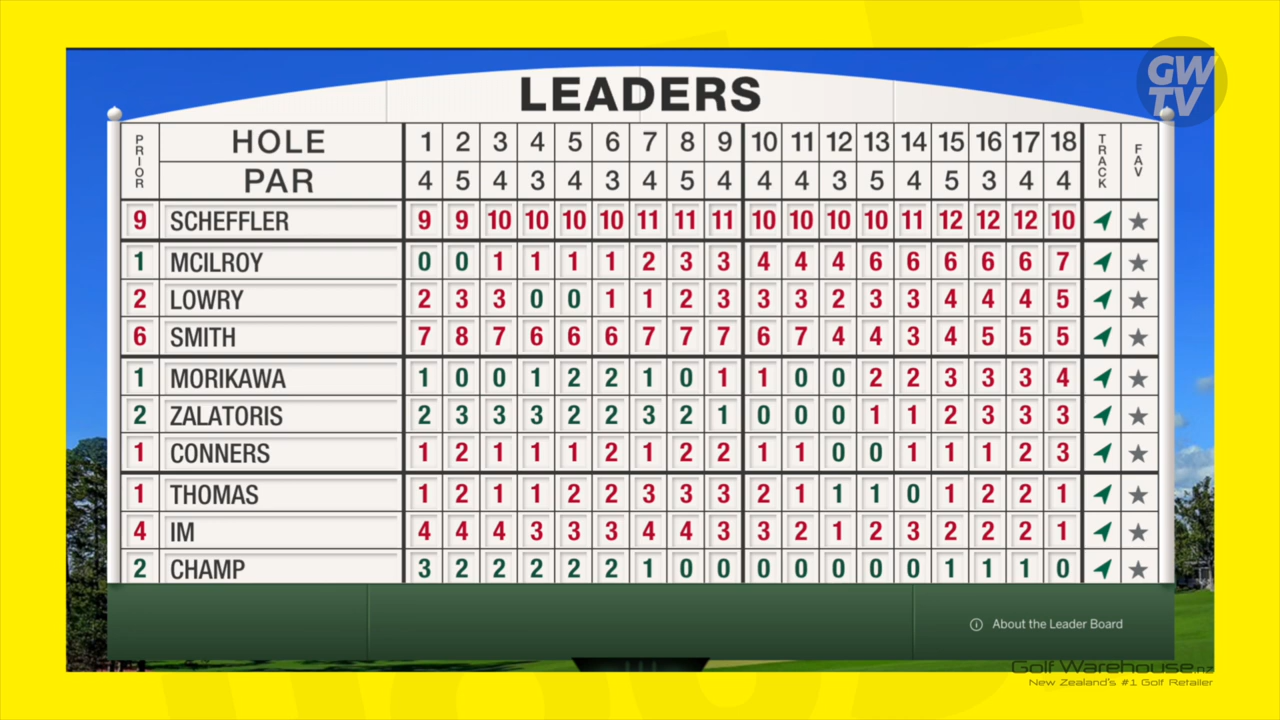 GW
TV
LEADERS
PRIOR HOLE 1 2 3 4 5 6 7 8 9 10 11 12 13 14 15 16 17 18 TRACK FAV
PAR 4 5 4 3 4 3 4 5 4 4 4 3 5 4 5 3 4 4
9 SCHEFFLER 9 9 10 10 10 10 11 11 11 10 10 10 10 11 12 12 12 10
1 MCILROY 0 0 1 1 1 1 2 3 3 4 4 4 6 6 6 6 6 7
2 LOWRY 2 3 3 0 0 1 1 2 3 3 3 2 3 3 4 4 4 5
6 SMITH 7 8 7 6 6 6 7 7 7 6 7 4 4 3 4 5 5 5
1 MORIKAWA 1 0 0 1 2 2 1 0 1 1 0 0 2 2 3 3 3 4
2 ZALATORIS 2 3 3 3 2 2 3 2 1 0 0 0 1 1 2 3 3 3
1 CONNERS 1 2 1 1 1 2 1 2 2 1 1 0 0 1 1 1 2 3
1 THOMAS 1 2 1 1 2 2 3 3 3 2 1 1 1 0 1 2 2 1
4 IM 4 4 4 3 3 3 4 4 3 3 2 1 2 3 2 2 2 1
2 CHAMP 3 2 2 2 2 2 1 0 0 0 0 0 0 0 1 1 1 0
About the Leader Board
Golf Warehouse.nz
New Zealand's #1 Golf Retailer